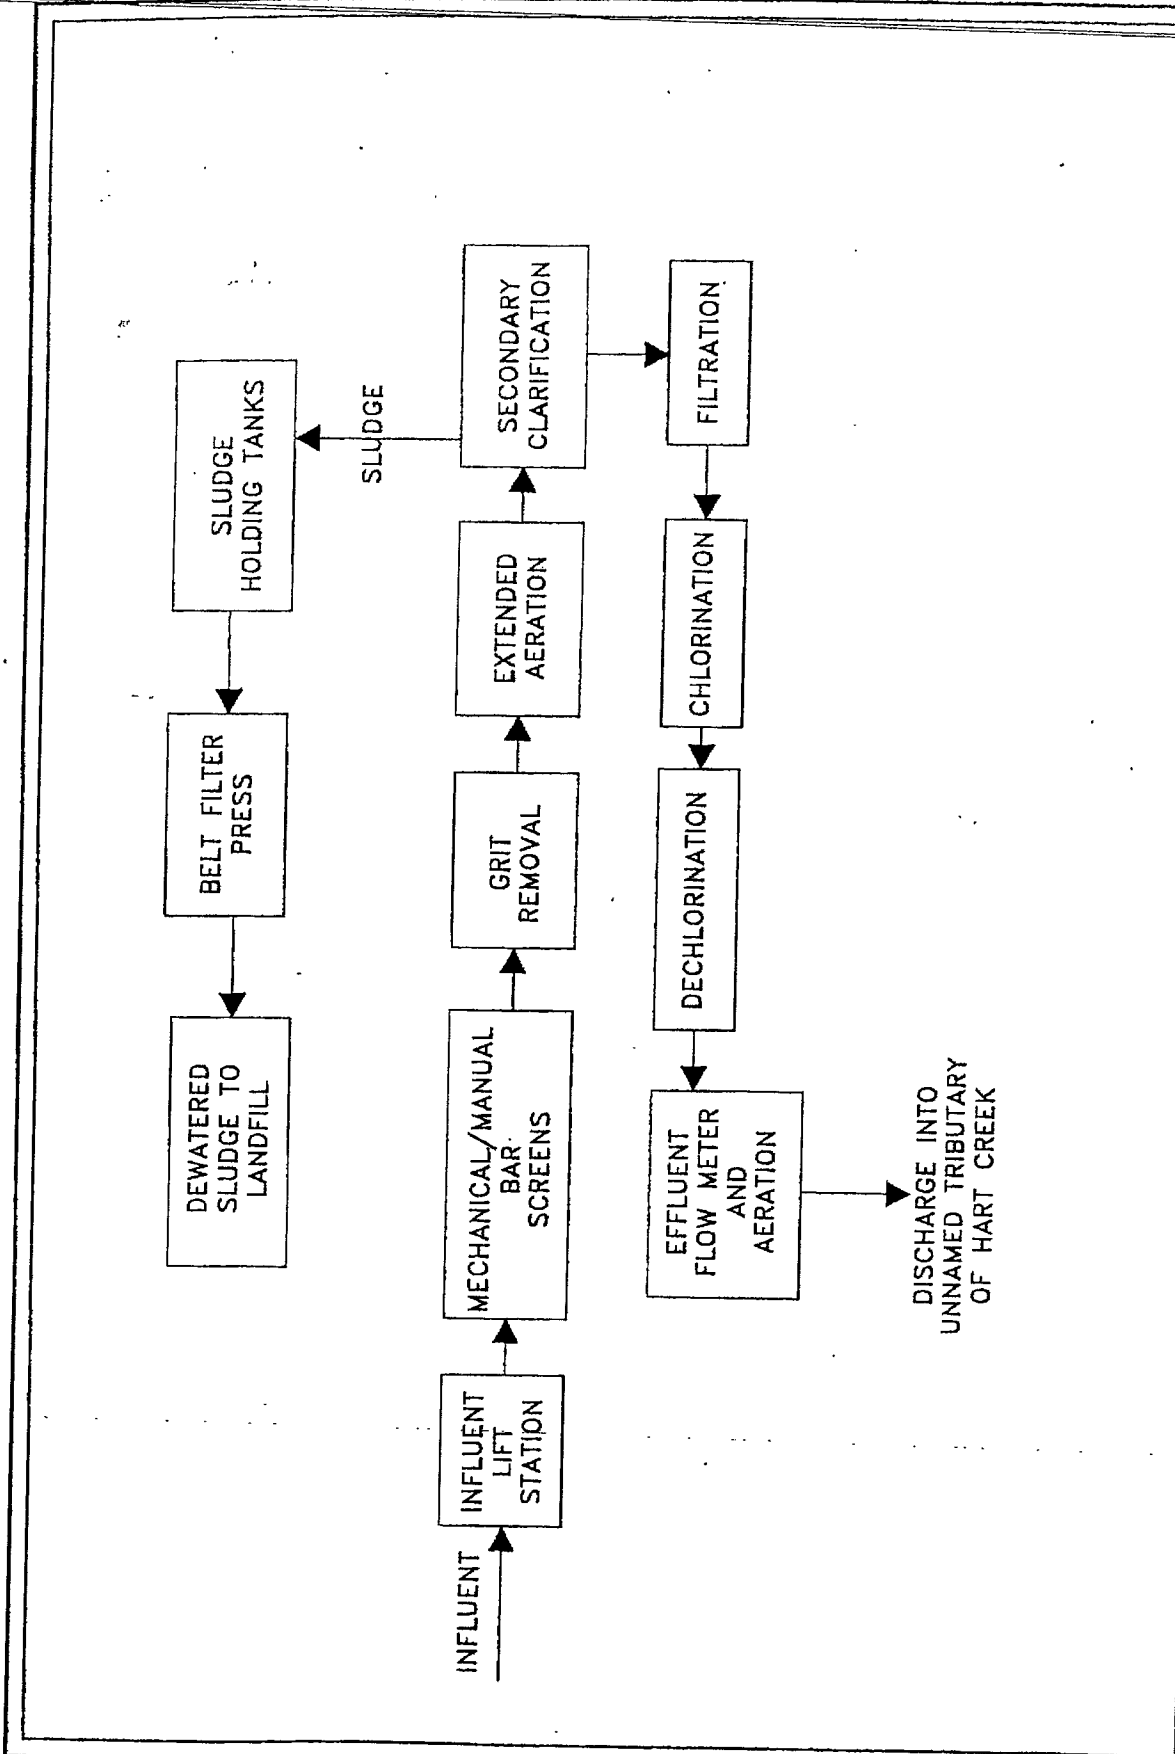 SLUDGE
HOLDING TANKS
BELT FILTER
PRESS
DEWATERED
SLUDGE TO
LANDFILL
SLUDGE
INFLUENT
INFLUENT
LIFT
STATION
MECHANICAL/MANUAL
BAR
SCREENS
GRIT
REMOVAL
EXTENDED
AERATION
SECONDARY
CLARIFICATION
FILTRATION
CHLORINATION
DECHLORINATION
EFFLUENT
FLOW METER
AND
AERATION
DISCHARGE INTO
UNNAMED TRIBUTARY
OF HART CREEK